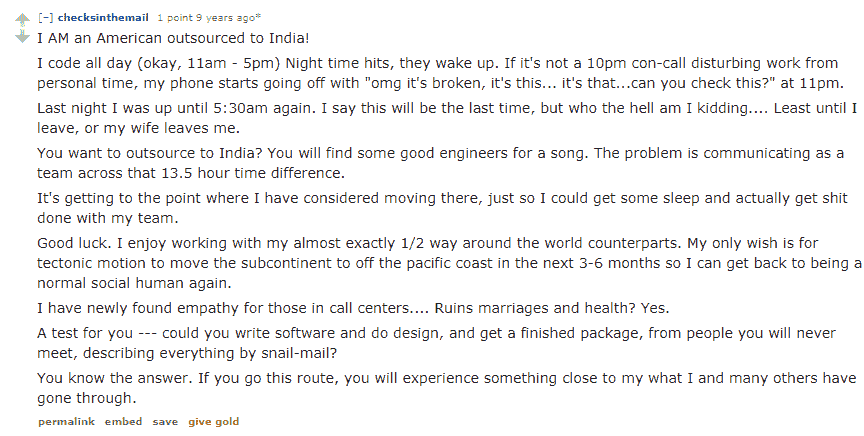 [-] checksinthemail 1 point 9 years ago*
I AM an American outsourced to India!
I code all day (okay, 11am - 5pm) Night time hits, they wake up. If it's not a 10pm con-call disturbing work from
personal time, my phone starts going off with "omg it's broken, it's this... it's that...can you check this?" at 11pm.
Last night I was up until 5:30am again. I say this will be the last time, but who the hell am I kidding.... Least until I
leave, or my wife leaves me.
You want to outsource to India? You will find some good engineers for a song. The problem is communicating as a
team across that 13.5 hour time difference.
It's getting to the point where I have considered moving there, just so I could get some sleep and actually get shit
done with my team.
Good luck. I enjoy working with my almost exactly 1/2 way around the world counterparts. My only wish is for
tectonic motion to move the subcontinent to off the pacific coast in the next 3-6 months so I can get back to being a
normal social human again.
I have newly found empathy for those in call centers.... Ruins marriages and health? Yes.
A test for you --- could you write software and do design, and get a finished package, from people you will never
meet, describing everything by snail-mail?
You know the answer. If you go this route, you will experience something close to my what I and many others have
gone through.
permalink embed save give gold